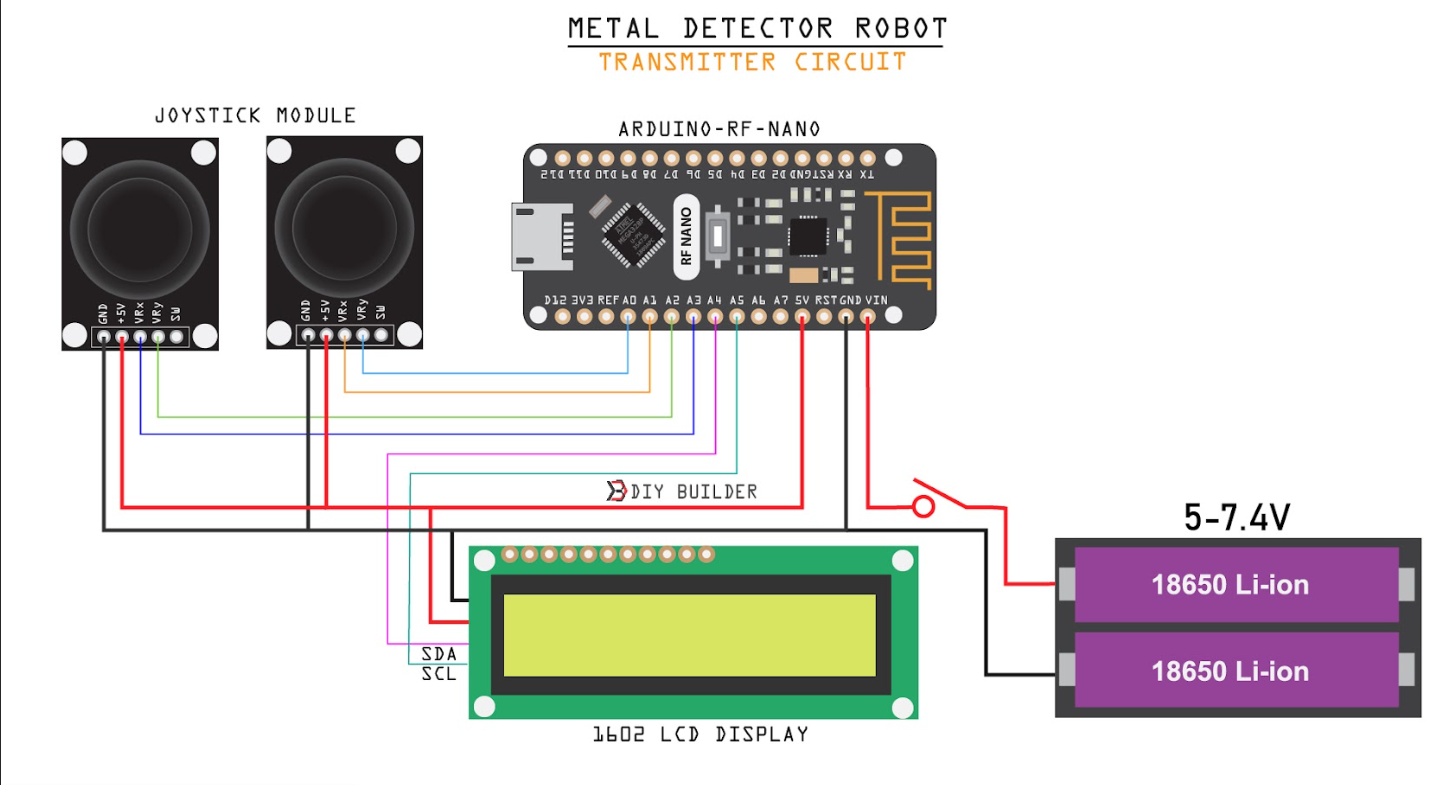 METAL DETECTOR ROBOT
TRANSMITTER CIRCUIT
JOYSTICK MODULE
ARDUINO-RF-NANO
D12 D11 D10 D9 D8 D7 D6 D5 D4 D3 D2 GND RST RX TX
ATMEL
MEGA328P
RF NANO
GND +5V VRx VRy SW
GND +5V VRx VRy SW
D12 3V3 REF A0 A1 A2 A3 A4 A5 A6 A7 5V RST GND VIN
DIY BUILDER
5-7.4V
18650 Li-ion
18650 Li-ion
SDA
SCL
1602 LCD DISPLAY